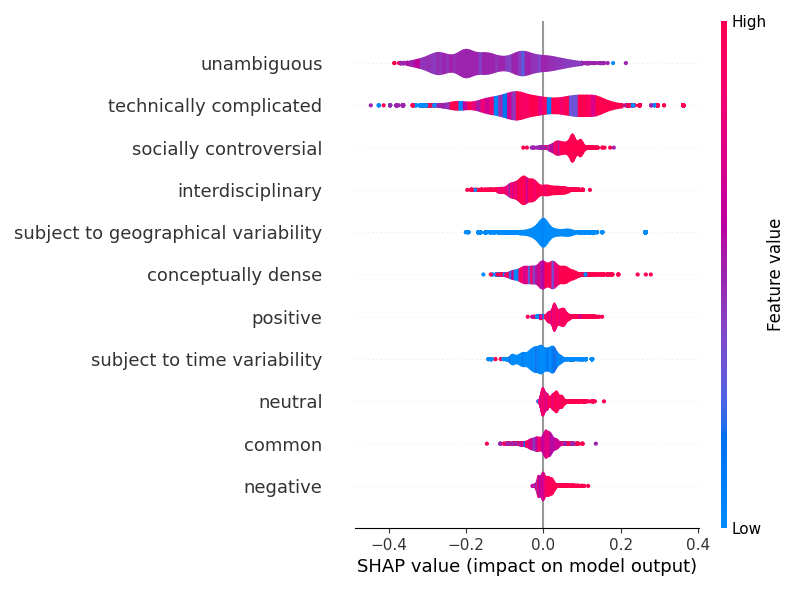 High
unambiguous
technically complicated
socially controversial
interdisciplinary
subject to geographical variability
conceptually dense
positive
subject to time variability
neutral
common
negative
Feature value
Low
−0.4 −0.2 0.0 0.2 0.4
SHAP value (impact on model output)